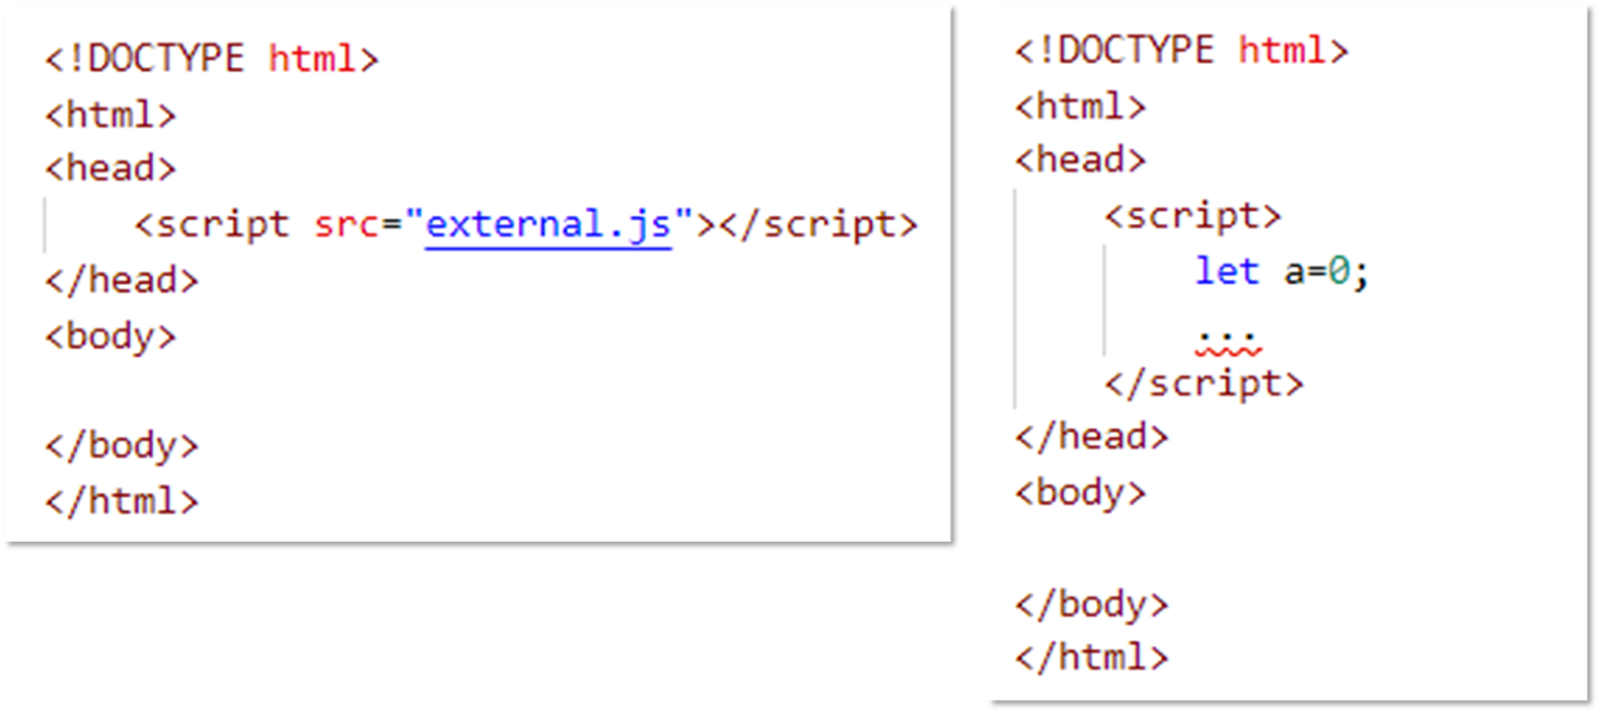 <!DOCTYPE html>
<html>
<head>
    <script src="external.js"></script>
</head>
<body>

</body>
</html>
<!DOCTYPE html>
<html>
<head>
    <script>
        let a=0;
        ...
    </script>
</head>
<body>

</body>
</html>